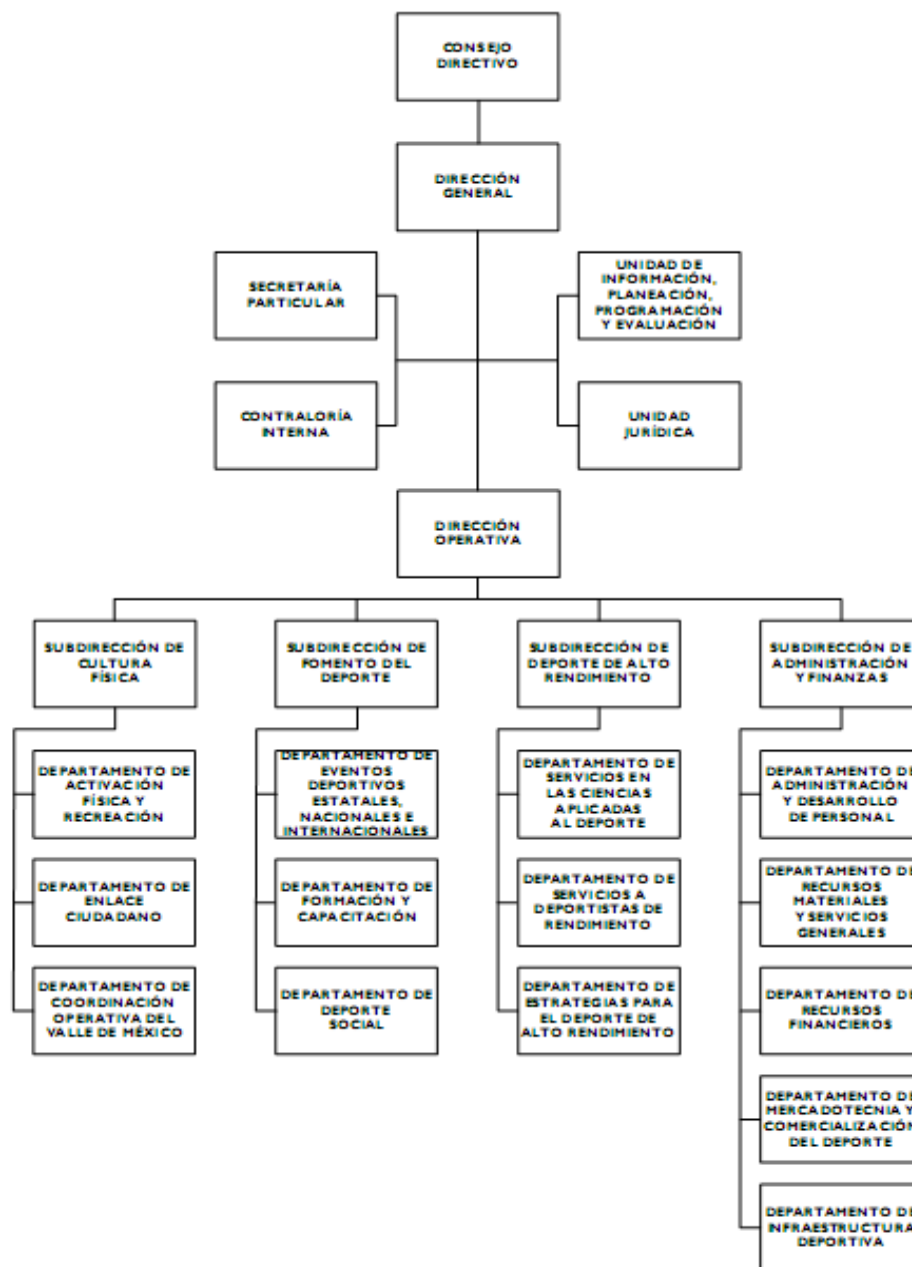 CONSEJO
DIRECTIVO
DIRECCIÓN
GENERAL
SECRETARÍA
PARTICULAR
UNIDAD DE
INFORMACIÓN,
PLANEACIÓN,
PROGRAMACIÓN
Y EVALUACIÓN
CONTRALORÍA
INTERNA
UNIDAD
JURÍDICA
DIRECCIÓN
OPERATIVA
SUBDIRECCIÓN DE
CULTURA
FÍSICA
SUBDIRECCIÓN DE
FOMENTO DEL
DEPORTE
SUBDIRECCIÓN DE
DEPORTE DE ALTO
RENDIMIENTO
SUBDIRECCIÓN DE
ADMINISTRACIÓN
Y FINANZAS
DEPARTAMENTO DE
ACTIVACIÓN
FÍSICA Y
RECREACIÓN
DEPARTAMENTO DE
EVENTOS
DEPORTIVOS
ESTATALES,
NACIONALES E
INTERNACIONALES
DEPARTAMENTO DE
SERVICIOS EN
LAS CIENCIAS
APLICADAS
AL DEPORTE
DEPARTAMENTO DE
ADMINISTRACIÓN
Y DESARROLLO
DE PERSONAL
DEPARTAMENTO DE
ENLACE
CIUDADANO
DEPARTAMENTO DE
FORMACIÓN Y
CAPACITACIÓN
DEPARTAMENTO DE
SERVICIOS A
DEPORTISTAS DE
RENDIMIENTO
DEPARTAMENTO DE
RECURSOS
MATERIALES
Y SERVICIOS
GENERALES
DEPARTAMENTO DE
COORDINACIÓN
OPERATIVA DEL
VALLE DE MÉXICO
DEPARTAMENTO DE
DEPORTE
SOCIAL
DEPARTAMENTO DE
ESTRATEGIAS PARA
EL DEPORTE DE
ALTO RENDIMIENTO
DEPARTAMENTO DE
RECURSOS
FINANCIEROS
DEPARTAMENTO DE
MERCADOTECNIA Y
COMERCIALIZACIÓN
DEL DEPORTE
DEPARTAMENTO DE
INFRAESTRUCTURA
DEPORTIVA